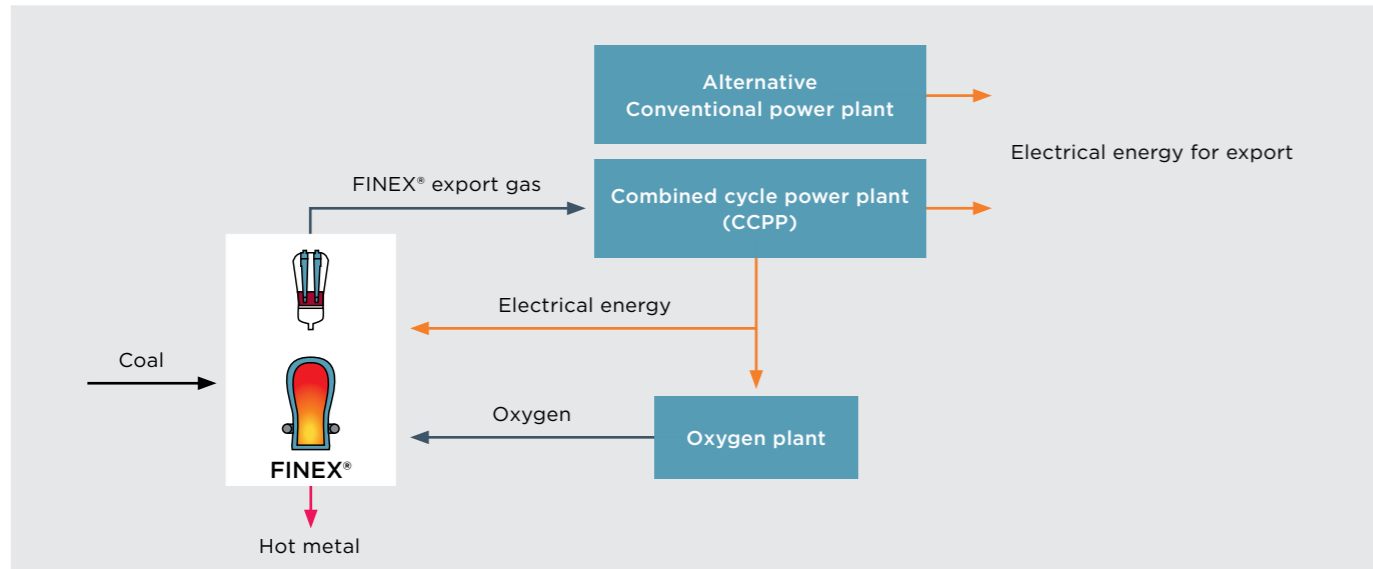 Alternative
Conventional power plant
Electrical energy for export
FINEX® export gas
Combined cycle power plant
(CCPP)
Electrical energy
Coal
Oxygen
Oxygen plant
FINEX®
Hot metal